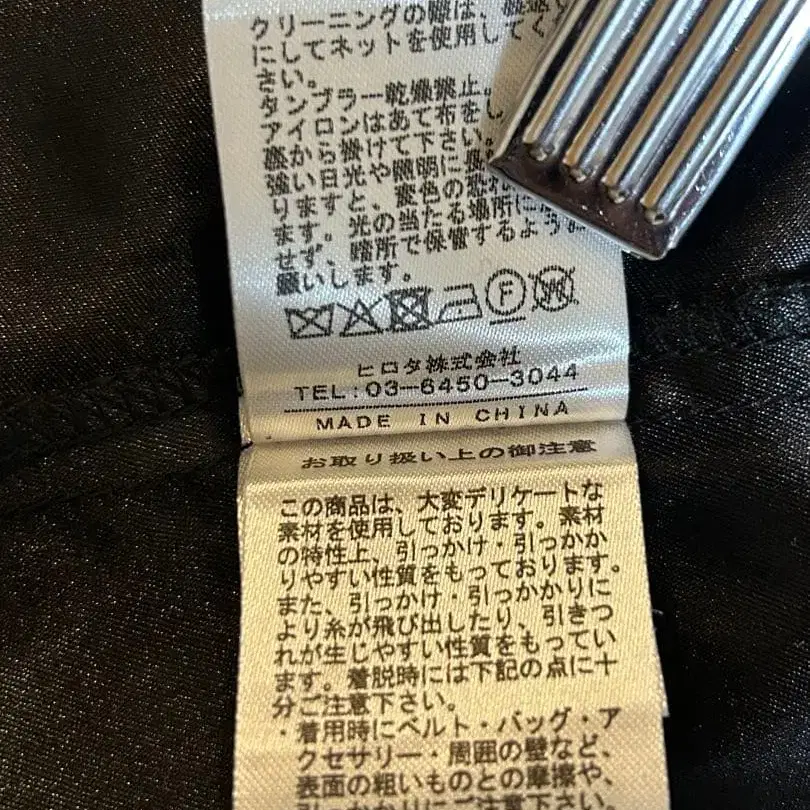 クリーニングの際は、
にしてネットを使用してく
さい。
タンブラー乾燥禁止。
アイロンはあて布をし
から掛けて下さい。
強い日光や照明に
りますと、変色の恐れ
ます。光の当たる場所に
せず、暗所で保管するように
願いします。
F W
ヒロタ株式会社
TEL:03-6450-3044
MADE IN CHINA
お取り扱い上の御注意
この商品は、大変デリケートな
素材を使用しております。素材
の特性上、引っかけ・引っかか
りやすい性質をもっております。
また、引っかけ・引っかかりに
より糸が飛び出したり、引きつ
れが生じやすい性質をもってい
ます。着脱時には下記の点に十
分ご注意下さい。
・着用時にベルト・バッグ・ア
クセサリー・周囲の壁など、
表面の粗いものとの摩擦や、
引っかかりにご注意